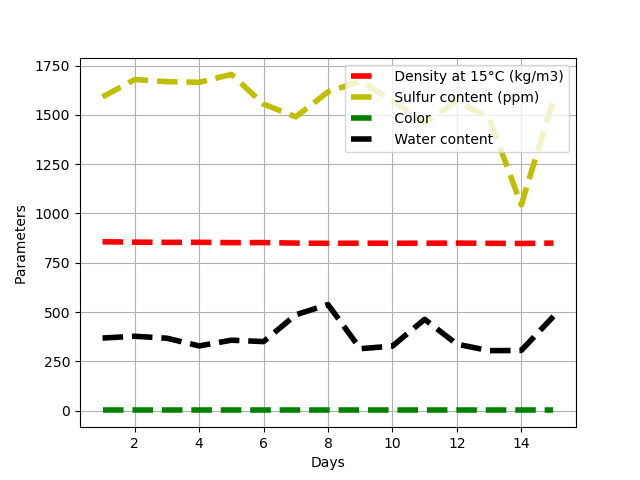 1750
1500
1250
1000
750
500
250
0
Parameters
Density at 15°C (kg/m3)
Sulfur content (ppm)
Color
Water content
2 4 6 8 10 12 14
Days